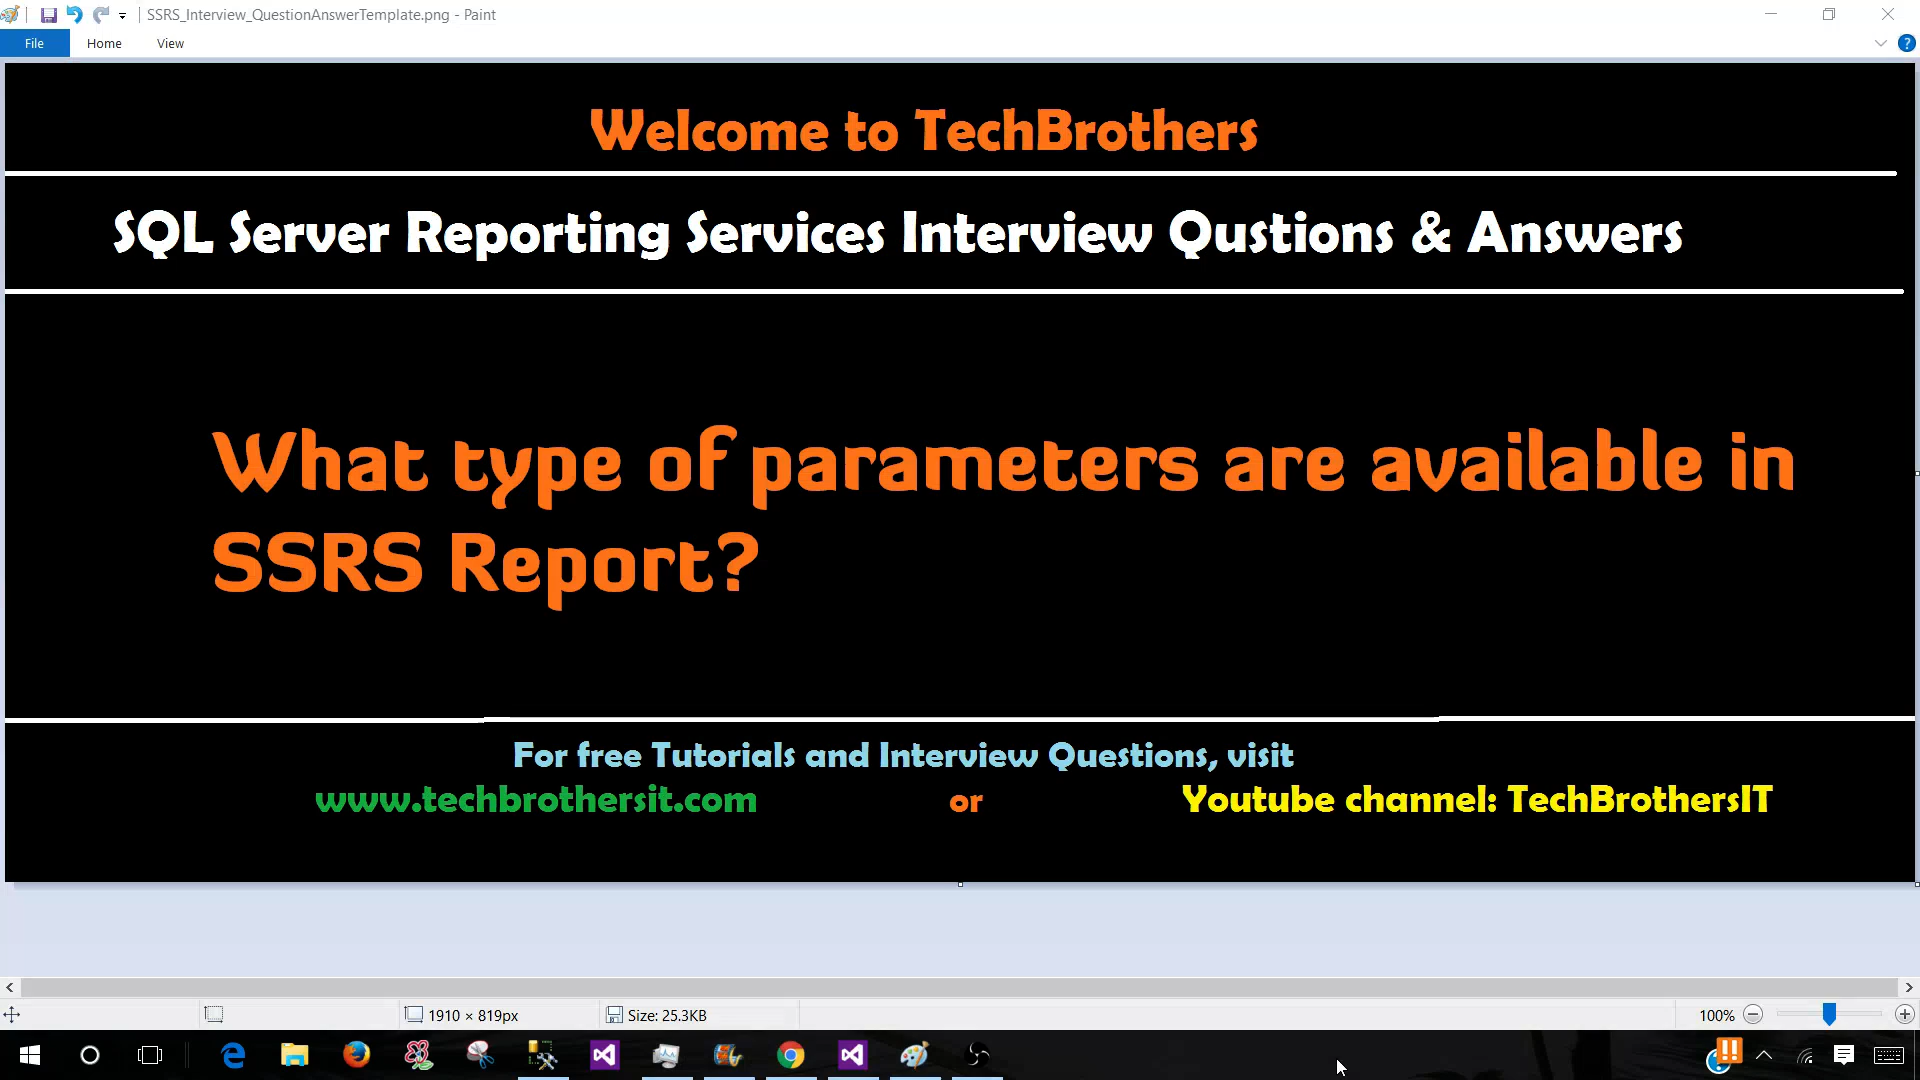 SSRS_Interview_QuestionAnswerTemplate.png - Paint
File Home View
Welcome to TechBrothers
SQL Server Reporting Services Interview Qustions & Answers
What type of parameters are available in
SSRS Report?
For free Tutorials and Interview Questions, visit
www.techbrothersit.com or Youtube channel: TechBrothersIT
1910 × 819px Size: 25.3KB 100%